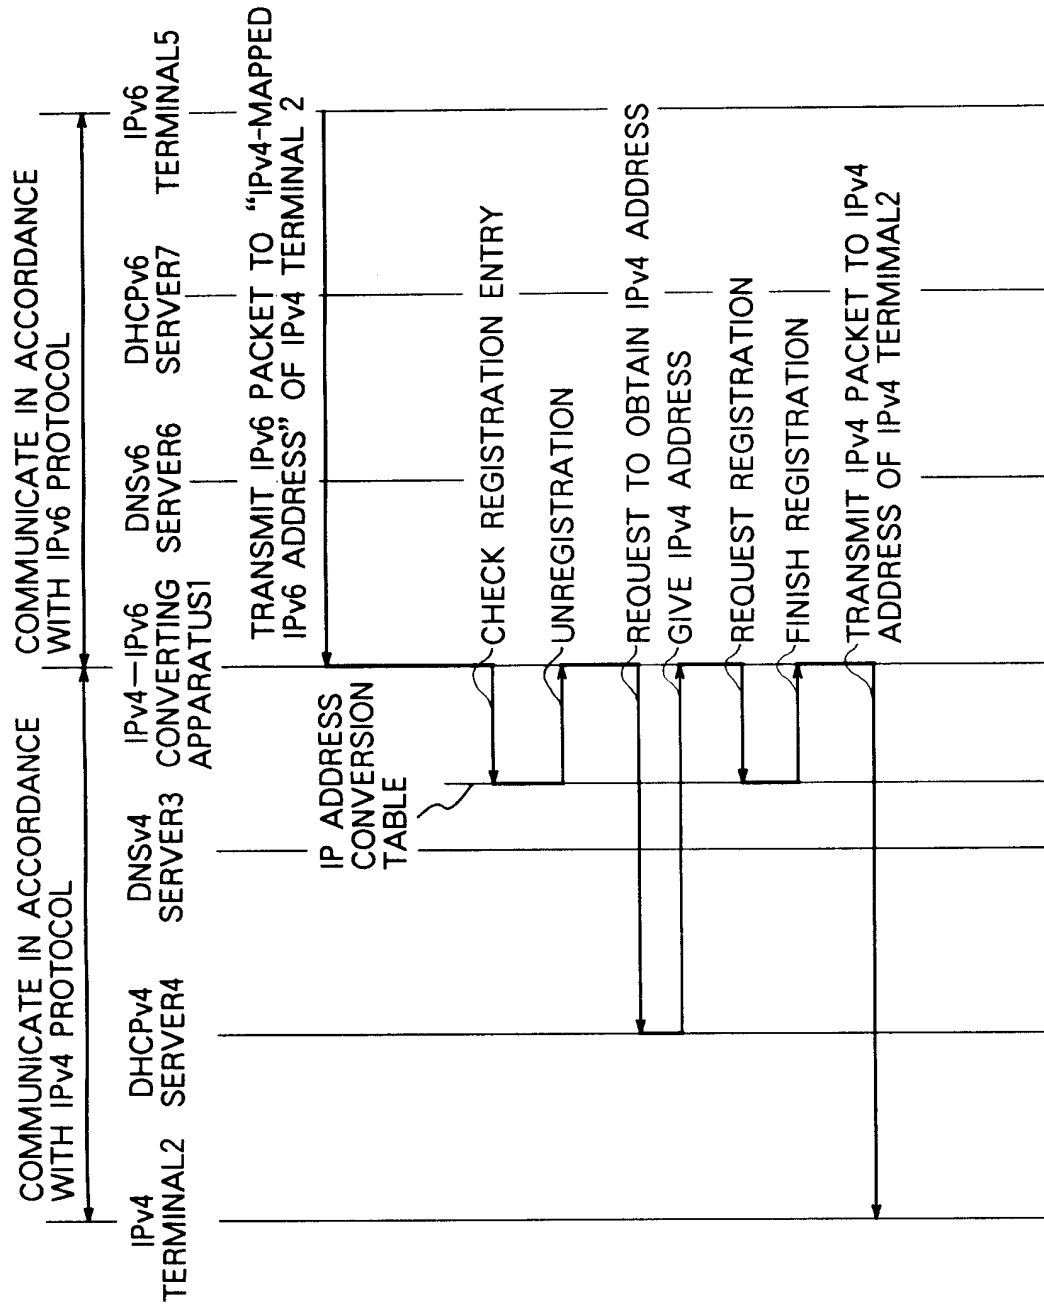 COMMUNICATE IN ACCORDANCE
WITH IPv4 PROTOCOL
COMMUNICATE IN ACCORDANCE
WITH IPv6 PROTOCOL
IPv4
TERMINAL2
DHCPv4
SERVER4
DNSv4
SERVER3
IPv4-IPv6
CONVERTING
APPARATUS1
DNSv6
SERVER6
DHCPv6
SERVER7
IPv6
TERMINAL5
TRANSMIT IPv6 PACKET TO "IPv4-MAPPED
IPv6 ADDRESS" OF IPv4 TERMINAL 2
IP ADDRESS
CONVERSION
TABLE
CHECK REGISTRATION ENTRY
UNREGISTRATION
REQUEST TO OBTAIN IPv4 ADDRESS
GIVE IPv4 ADDRESS
REQUEST REGISTRATION
FINISH REGISTRATION
TRANSMIT IPv4 PACKET TO IPv4
ADDRESS OF IPv4 TERMIMAL2